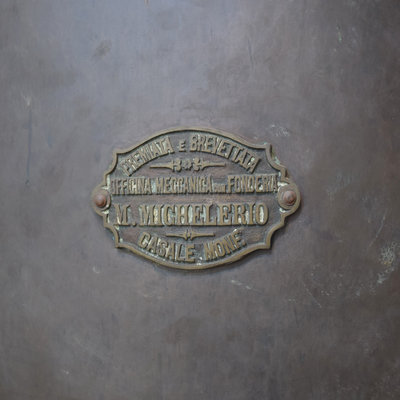 PREMIATA E BREVETTATA
OFFICINA MECCANICA CON FONDERIA
M. MICHELERIO
CASALE MONF.